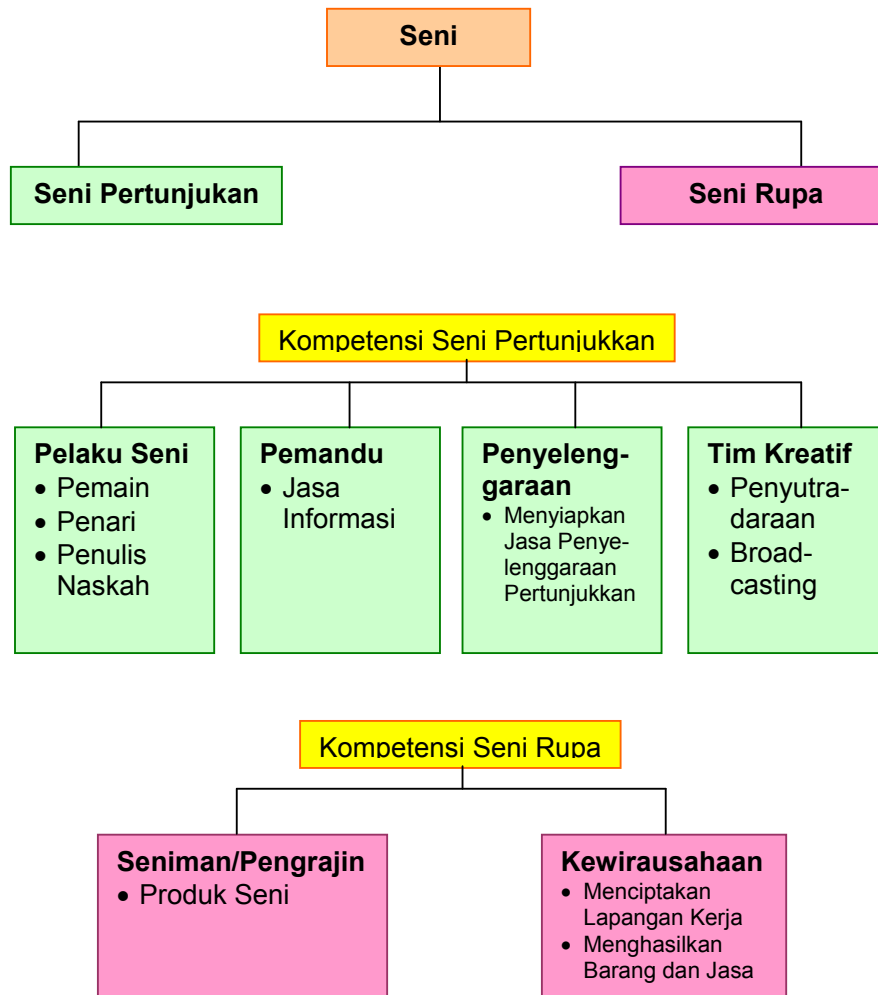 Seni
Seni Pertunjukan
Seni Rupa
Kompetensi Seni Pertunjukkan
Pelaku Seni
• Pemain
• Penari
• Penulis
Naskah
Pemandu
• Jasa
Informasi
Penyeleng-
garaan
• Menyiapkan
Jasa Penye-
lenggaraan
Pertunjukkan
Tim Kreatif
• Penyutra-
daraan
• Broad-
casting
Kompetensi Seni Rupa
Seniman/Pengrajin
• Produk Seni
Kewirausahaan
• Menciptakan
Lapangan Kerja
• Menghasilkan
Barang dan Jasa